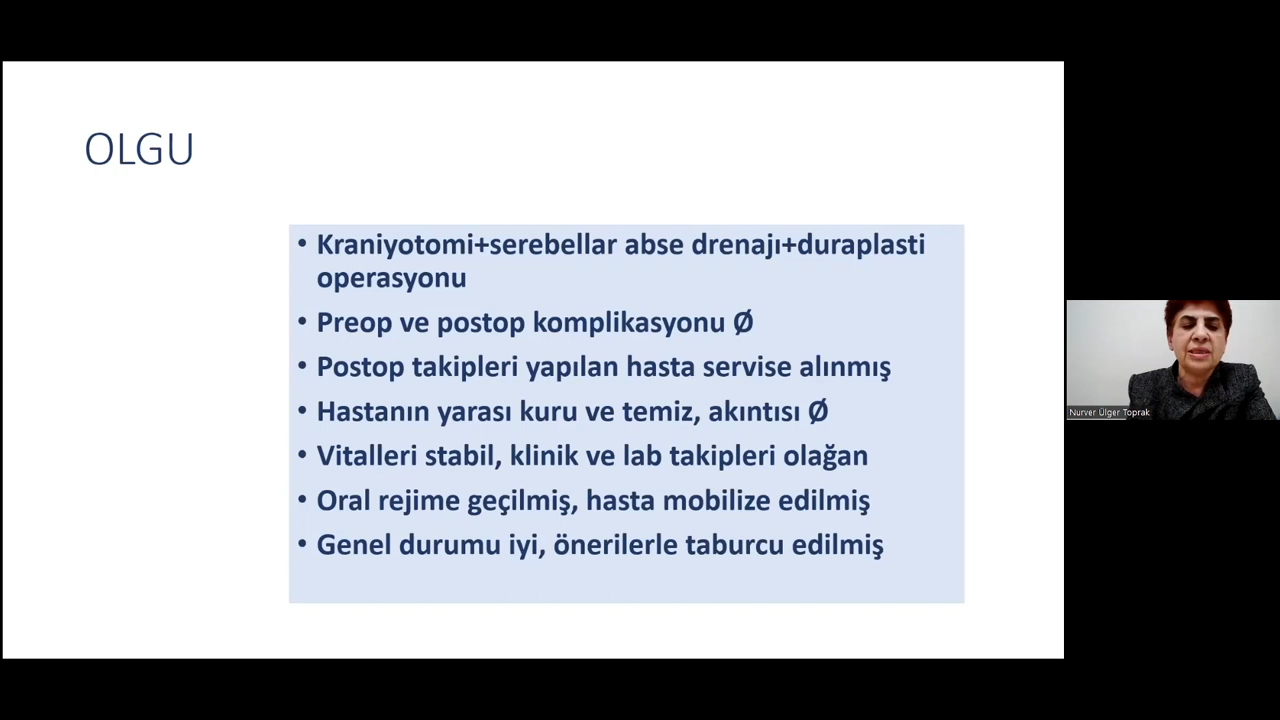 OLGU
• Kraniyotomi+serebellar abse drenajı+duraplasti
operasyonu
• Preop ve postop komplikasyonu Ø
• Postop takipleri yapılan hasta servise alınmış
• Hastanın yarası kuru ve temiz, akıntısı Ø
• Vitalleri stabil, klinik ve lab takipleri olağan
• Oral rejime geçilmiş, hasta mobilize edilmiş
• Genel durumu iyi, önerilerle taburcu edilmiş
Nurver Ülger Toprak